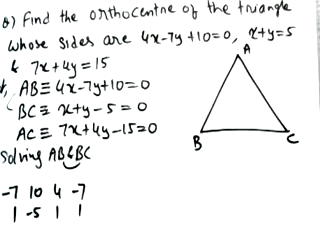 Q) Find the orthocentre of the triangle
whose sides are 4x-7y+10=0, x+y=5
& 7x+4y=15
A
AB≡4x-7y+10=0
BC≡x+y-5=0
AC≡7x+4y-15=0
B C
Solving AB&BC
-7 10 4 -7
1 -5 1 1